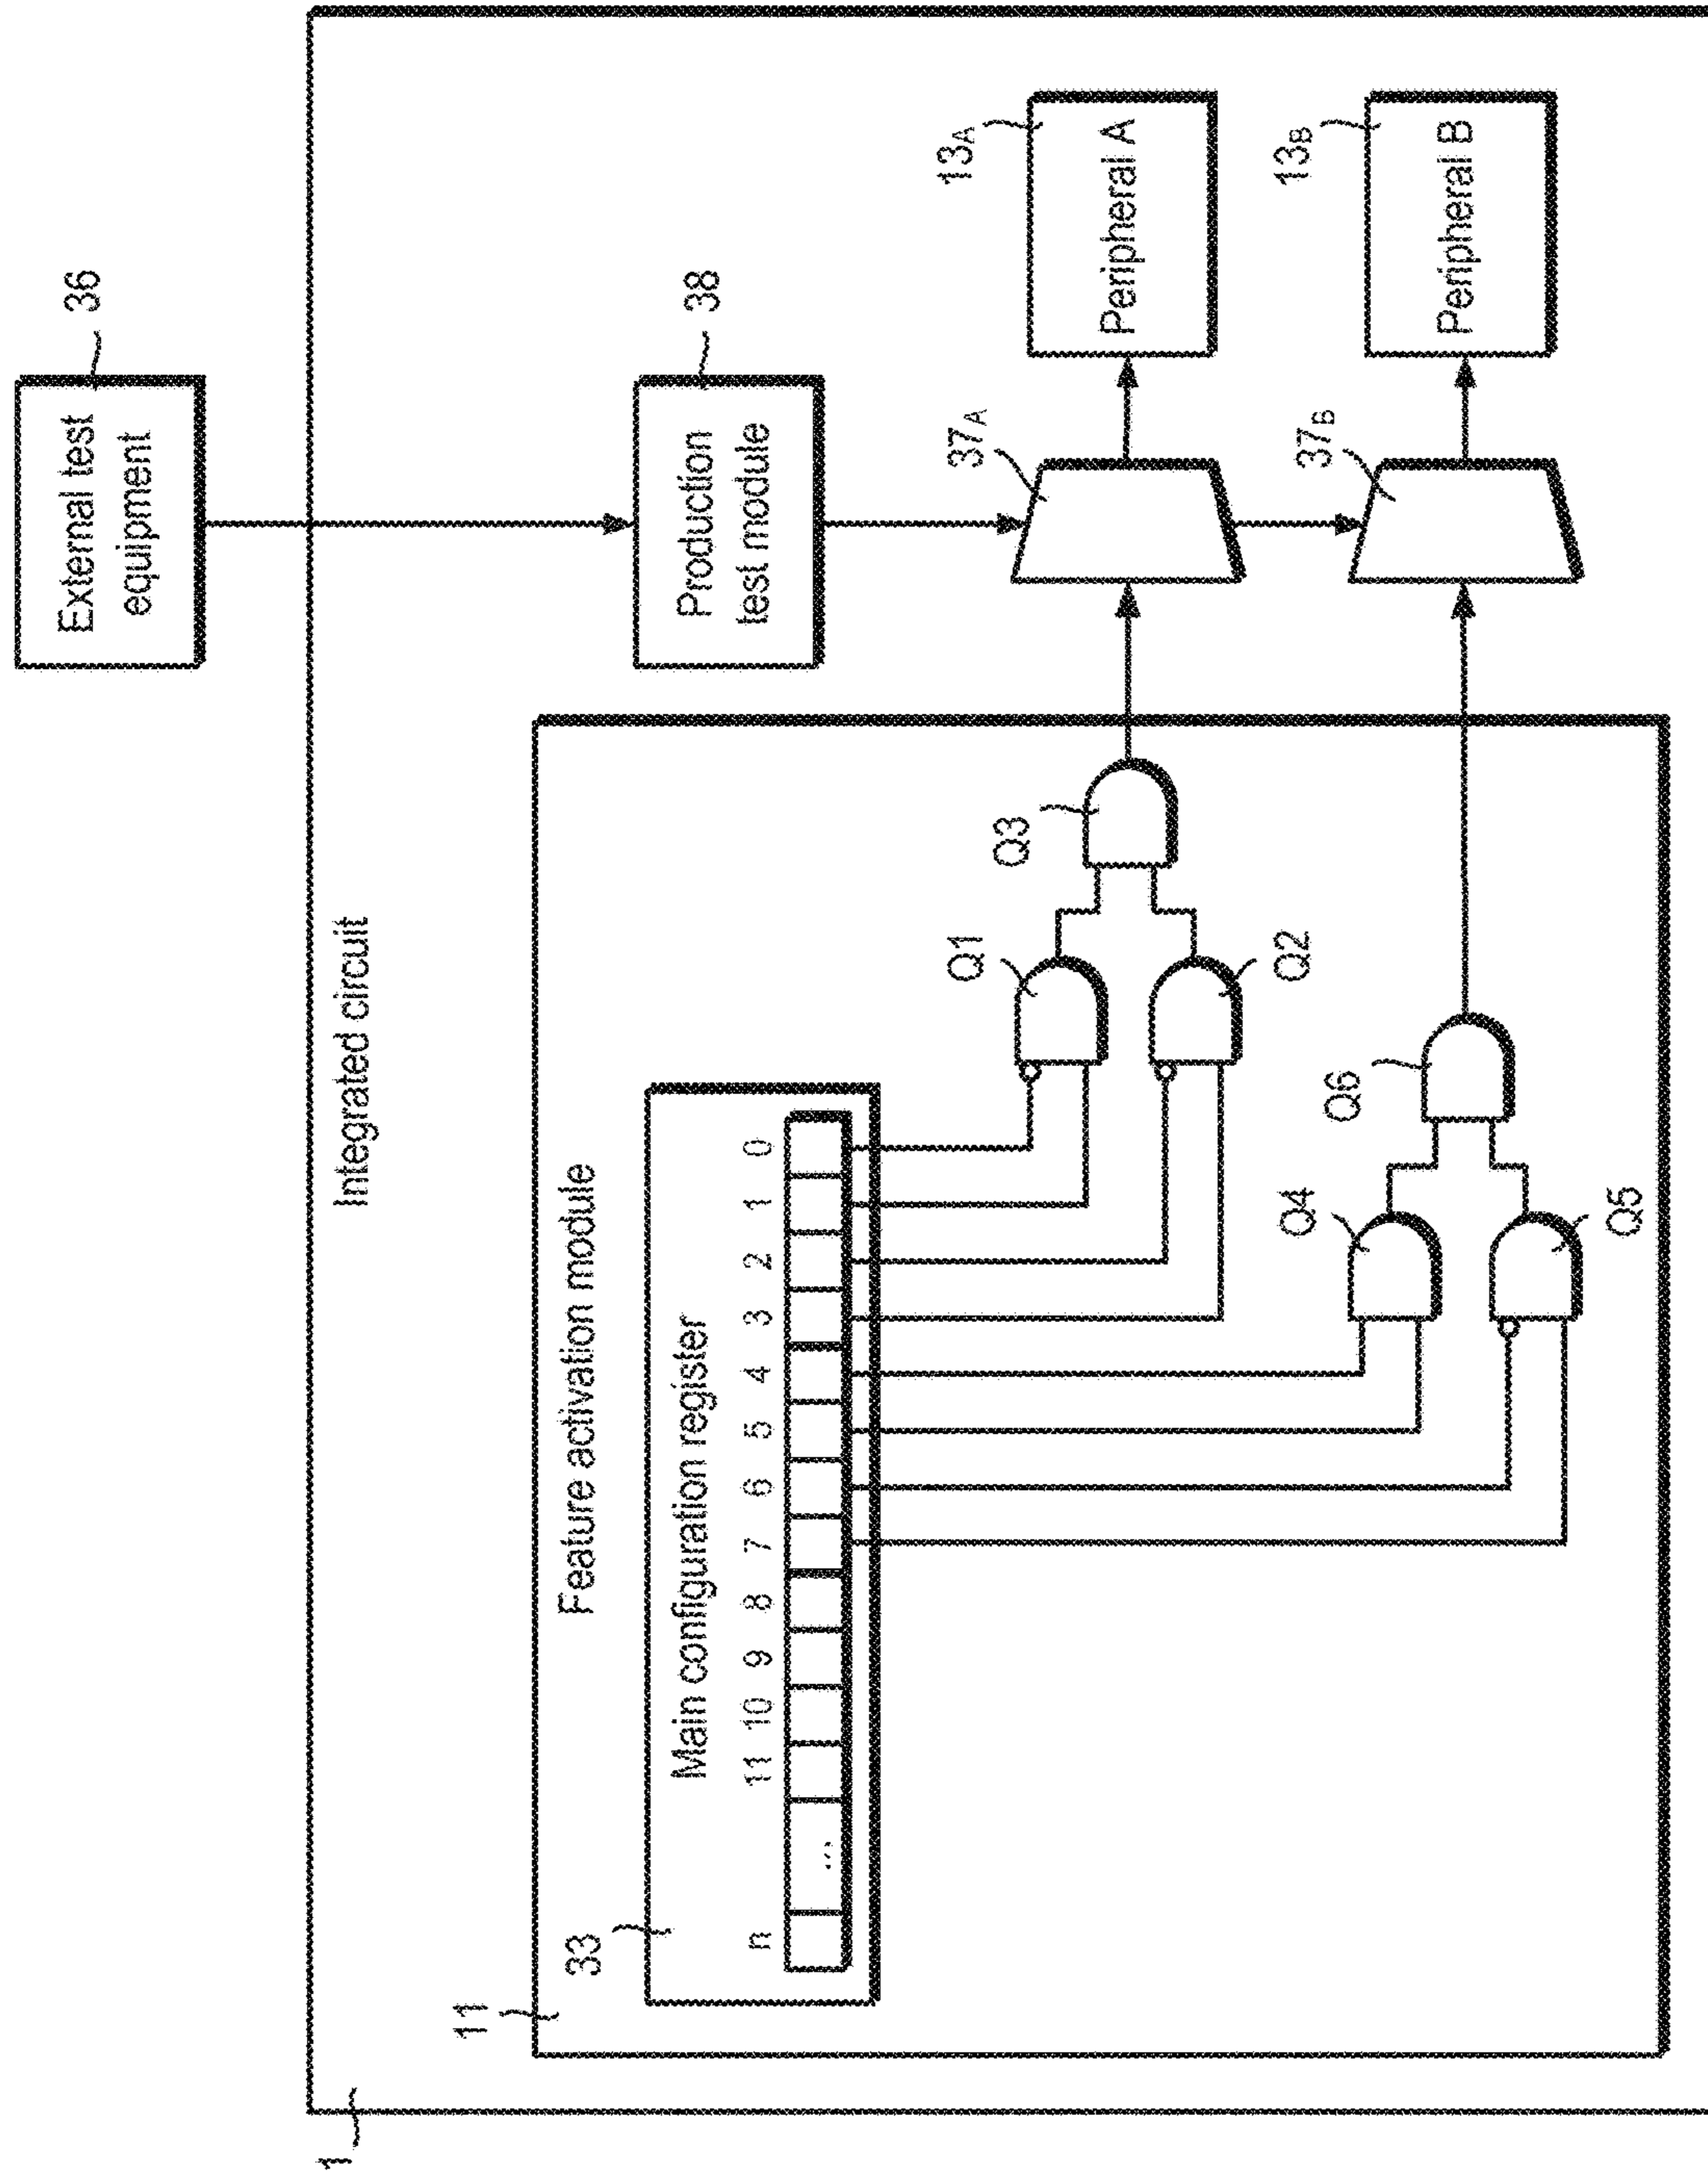 External test
equipment
36
Integrated circuit
1
Production
test module
38
Feature activation module
11
Main configuration register
33
n
...
11
10
9
8
7
6
5
4
3
2
1
0
Q1
Q2
Q3
Q4
Q5
Q6
37A
37B
Peripheral A
13A
Peripheral B
13B